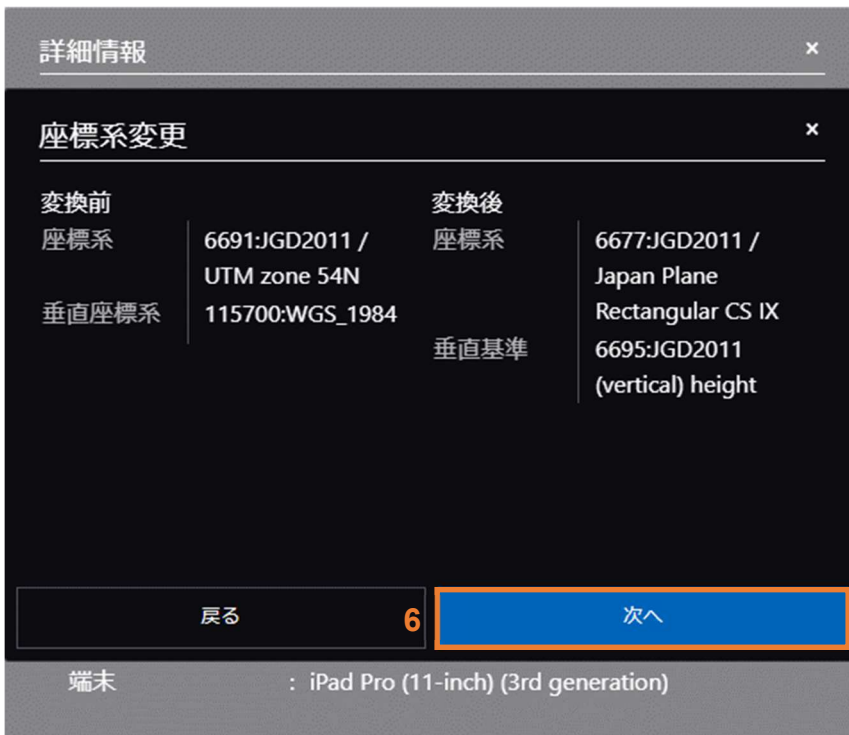 詳細情報 ×
座標系変更 ×
変換前
座標系 6691:JGD2011 /
UTM zone 54N
垂直座標系 115700:WGS_1984
変換後
座標系 6677:JGD2011 /
Japan Plane
Rectangular CS IX
垂直基準 6695:JGD2011
(vertical) height
戻る
6 次へ
端末 : iPad Pro (11-inch) (3rd generation)